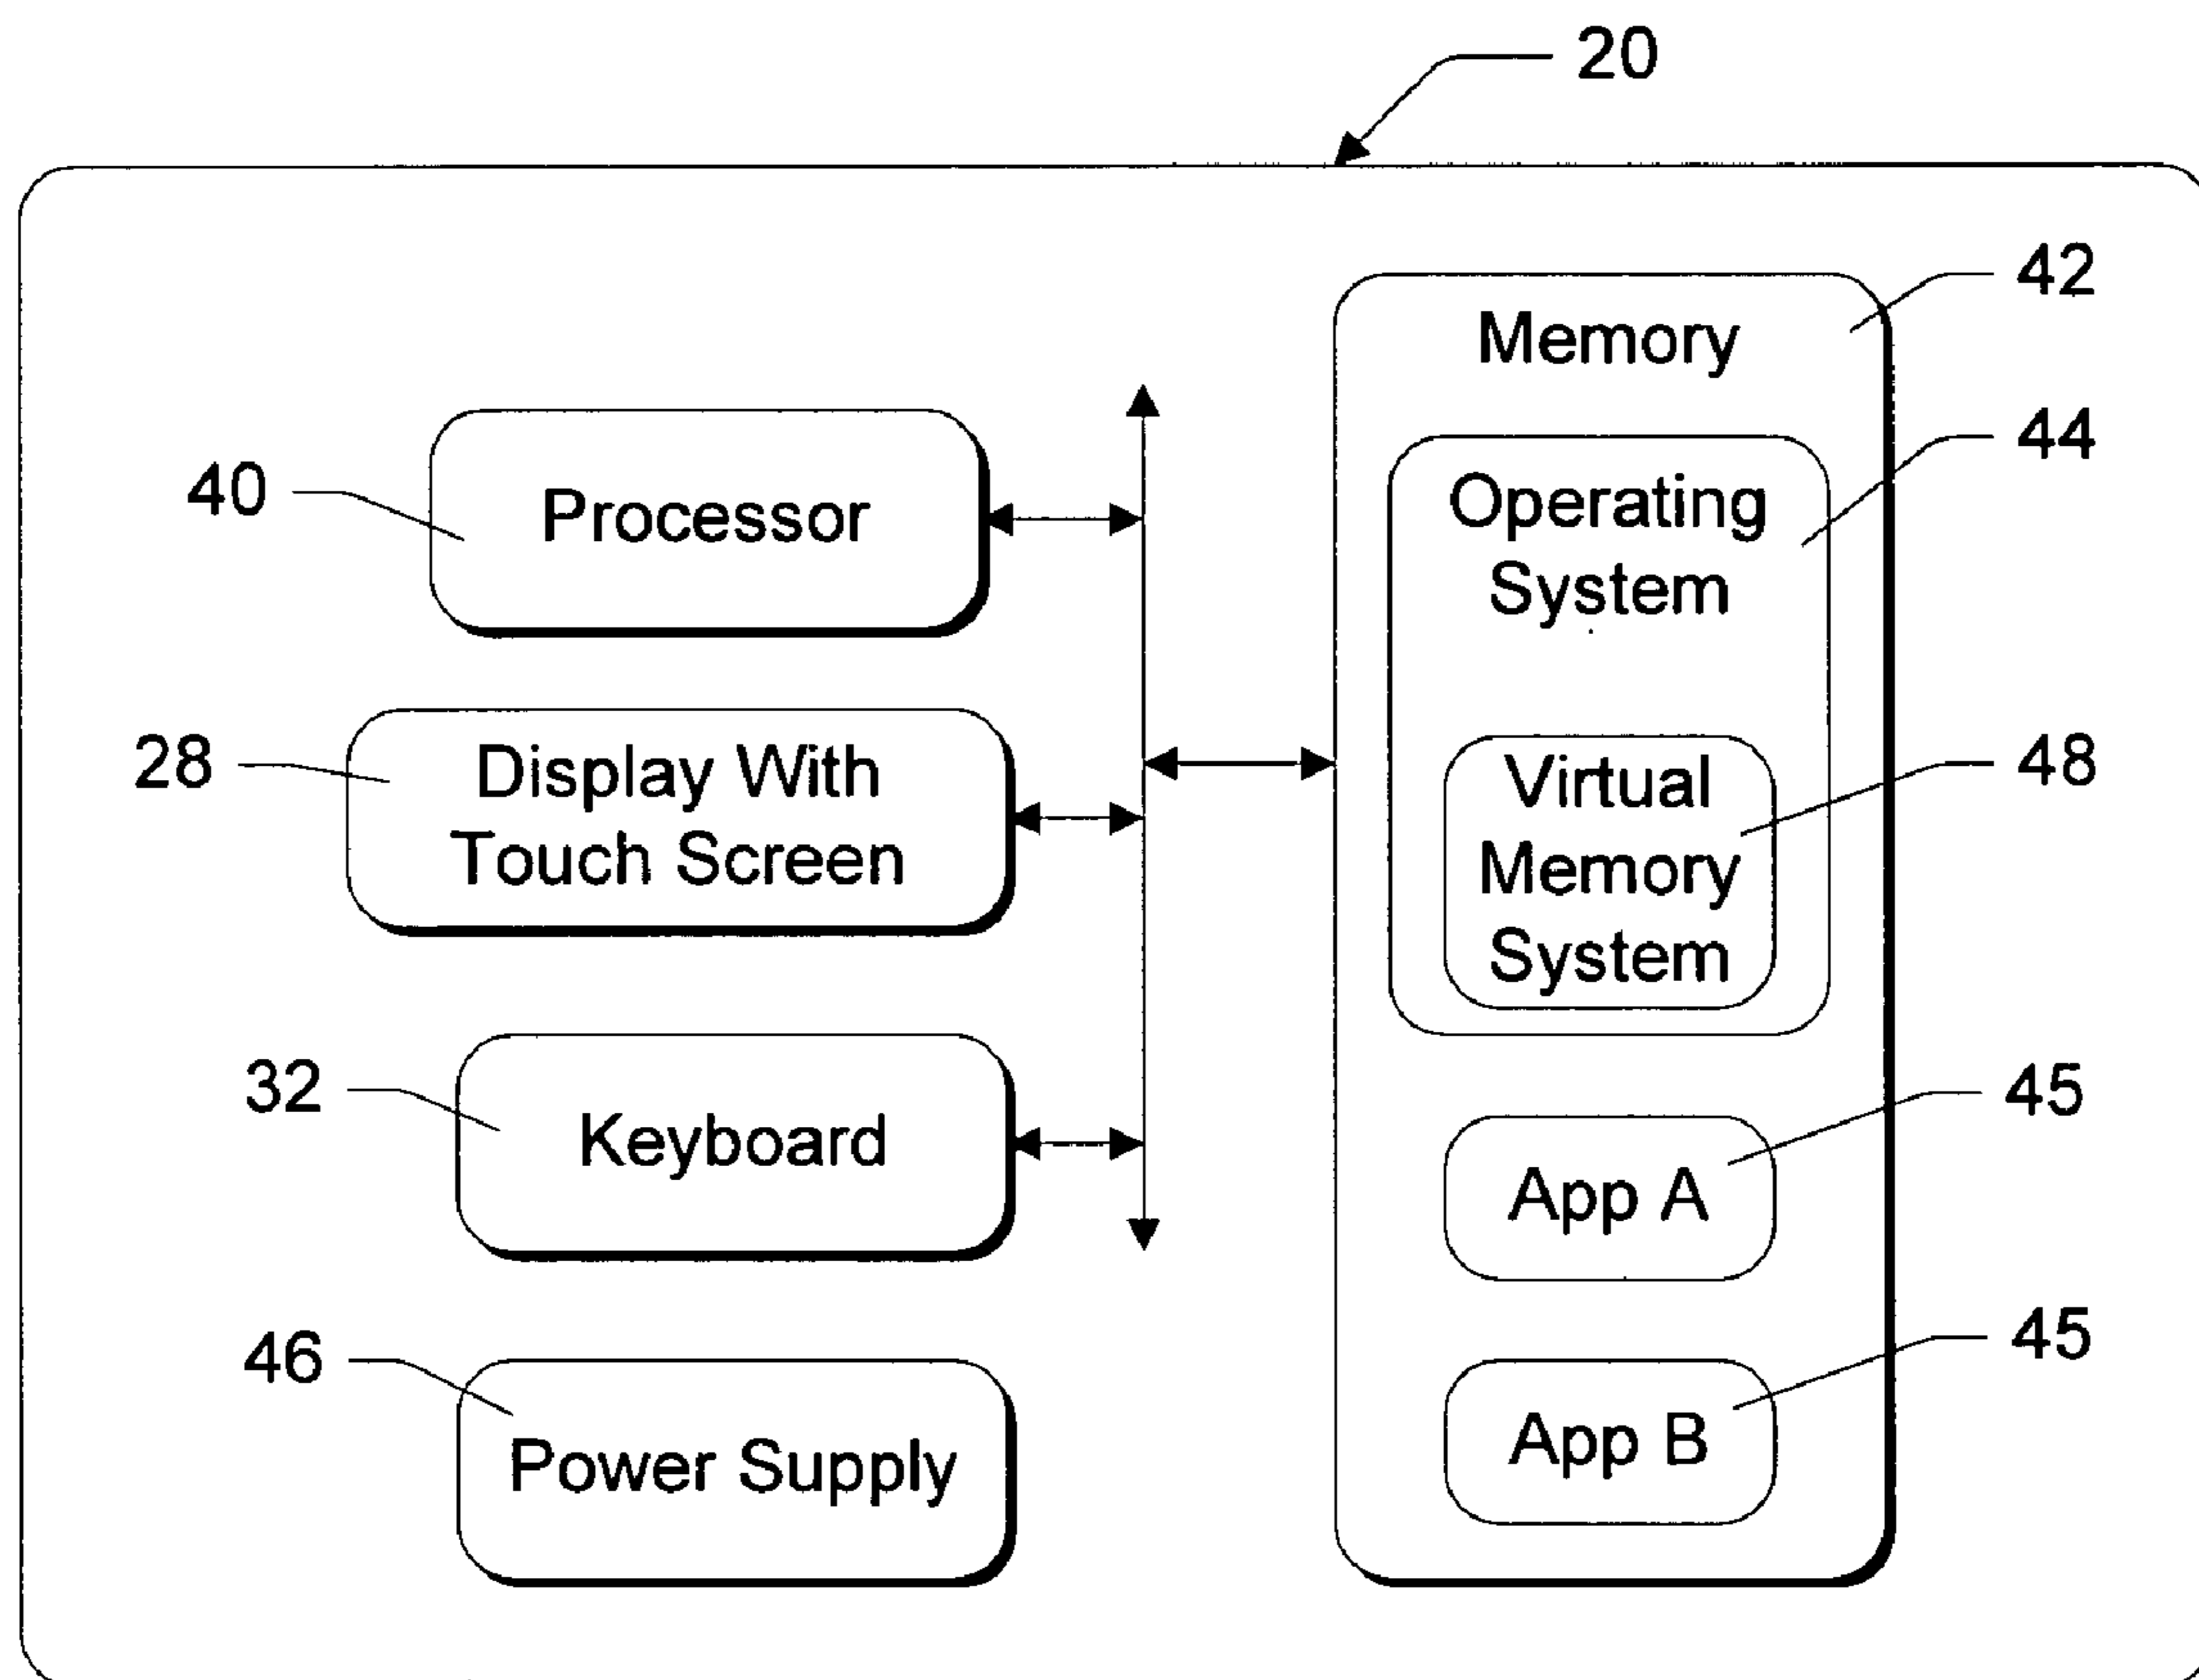 20
42
Memory
44
Operating
System
40
Processor
28
Display With
Touch Screen
48
Virtual
Memory
System
32
Keyboard
45
App A
46
Power Supply
45
App B